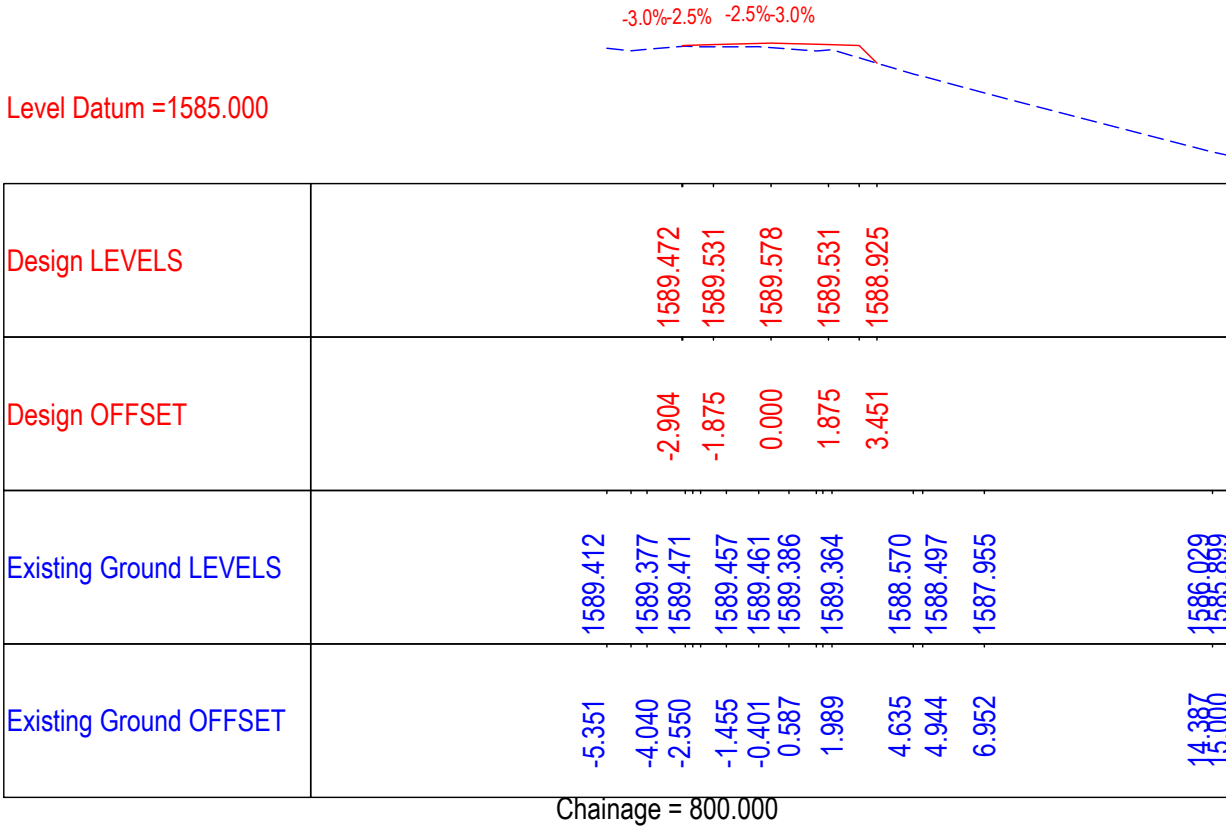 -3.0%-2.5% -2.5%-3.0%
Level Datum =1585.000
Design LEVELS 1589.472 1589.531 1589.578 1589.531 1588.925
Design OFFSET -2.904 -1.875 0.000 1.875 3.451
Existing Ground LEVELS 1589.412 1589.377 1589.471 1589.457 1589.461 1589.386 1589.364 1588.570 1588.497 1587.955 1586.029 1585.899
Existing Ground OFFSET -5.351 -4.040 -2.550 -1.455 -0.401 0.587 1.989 4.635 4.944 6.952 14.387 15.000
Chainage = 800.000